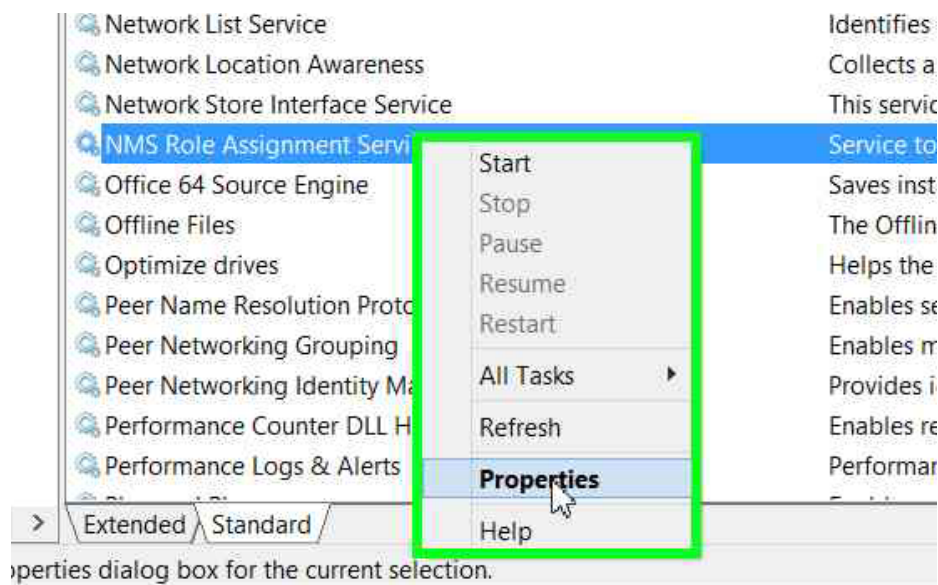 Network List Service Identifies
Network Location Awareness Collects a
Network Store Interface Service This servic
NMS Role Assignment Servi Service to
Start
Office 64 Source Engine Saves inst
Stop
Offline Files The Offlin
Pause
Optimize drives Helps the
Resume
Peer Name Resolution Proto Enables se
Restart
Peer Networking Grouping Enables m
All Tasks
Peer Networking Identity Ma Provides i
Performance Counter DLL H Enables re
Refresh
Performance Logs & Alerts Performan
Properties
Extended Standard
Help
operties dialog box for the current selection.